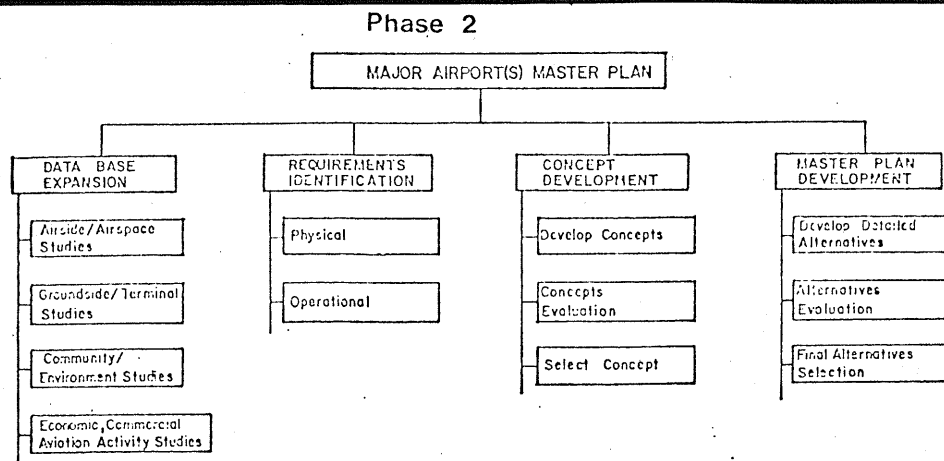 Phase 2
MAJOR AIRPORT(S) MASTER PLAN
DATA BASE
EXPANSION
Airside/Airspace
Studies
Groundside/Terminal
Studies
Community/
Environment Studies
Economic, Commercial
Aviation Activity Studies
REQUIREMENTS
IDENTIFICATION
Physical
Operational
CONCEPT
DEVELOPMENT
Develop Concepts
Concepts
Evaluation
Select Concept
MASTER PLAN
DEVELOPMENT
Develop Detailed
Alternatives
Alternatives
Evaluation
Final Alternatives
Selection